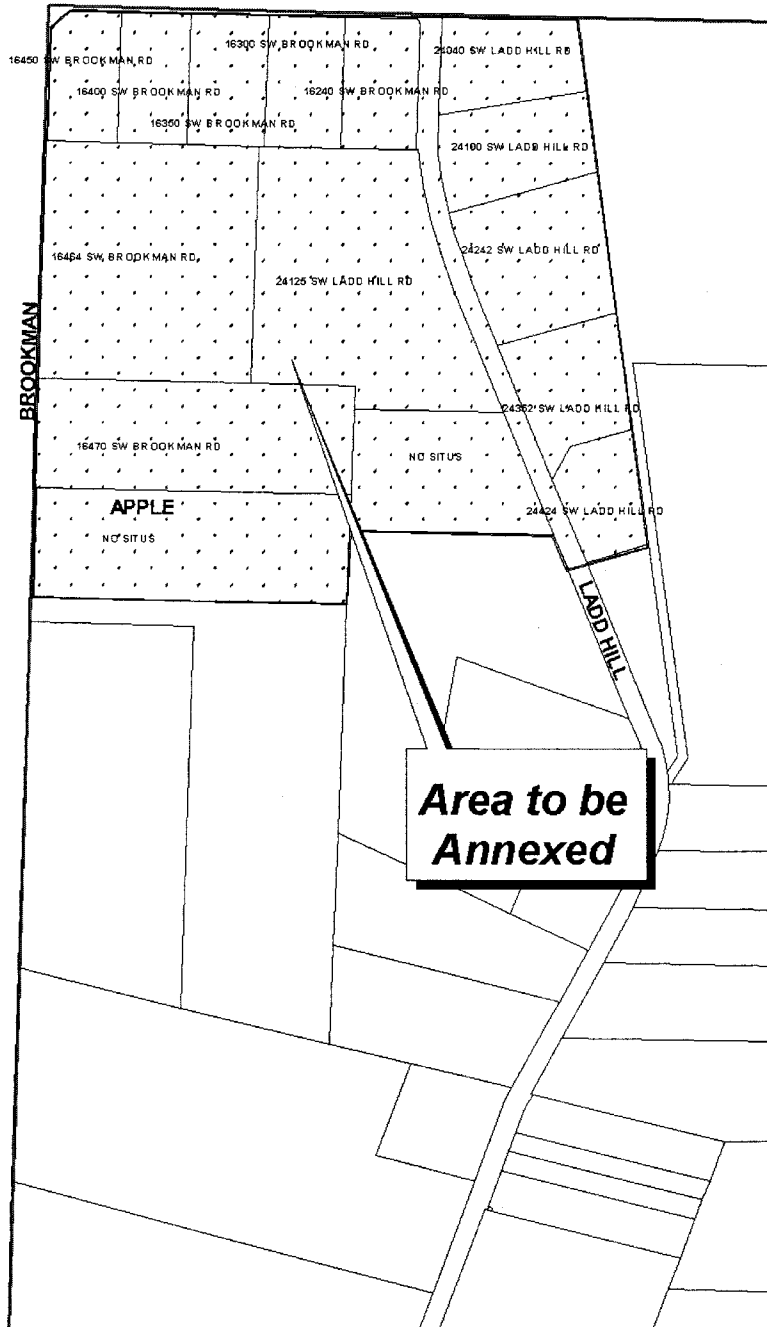 16300 SW BROOKMAN RD
24040 SW LADD HILL RD
16450 SW BROOKMAN RD
16400 SW BROOKMAN RD
16240 SW BROOKMAN RD
16350 SW BROOKMAN RD
24100 SW LADD HILL RD
24242 SW LADD HILL RD
16464 SW BROOKMAN RD
24125 SW LADD HILL RD
BROOKMAN
24362 SW LADD HILL RD
16470 SW BROOKMAN RD
NO SITUS
APPLE
NO SITUS
24424 SW LADD HILL RD
LADD HILL
Area to be
Annexed